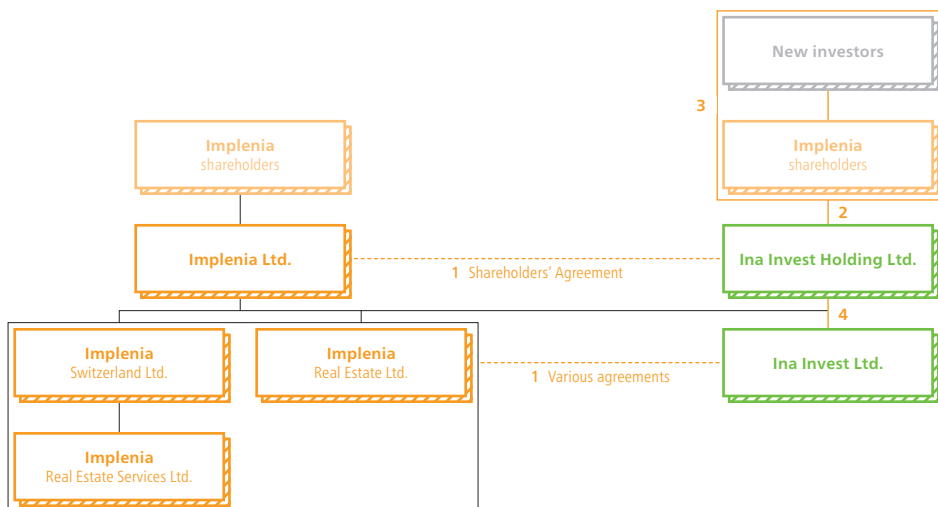 New investors
3
Implenia
shareholders
Implenia
shareholders
2
Implenia Ltd.
1 Shareholders’ Agreement
Ina Invest Holding Ltd.
4
Implenia
Switzerland Ltd.
Implenia
Real Estate Ltd.
1 Various agreements
Ina Invest Ltd.
Implenia
Real Estate Services Ltd.